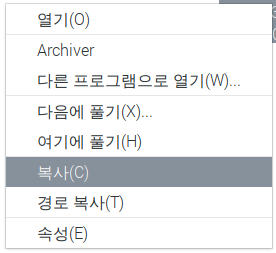 열기(O)
Archiver
다른 프로그램으로 열기(W)...
다음에 풀기(X)...
여기에 풀기(H)
복사(C)
경로 복사(T)
속성(E)